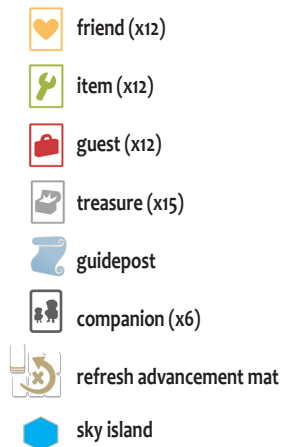 friend (x12)
item (x12)
guest (x12)
treasure (x15)
guidepost
companion (x6)
x
refresh advancement mat
sky island